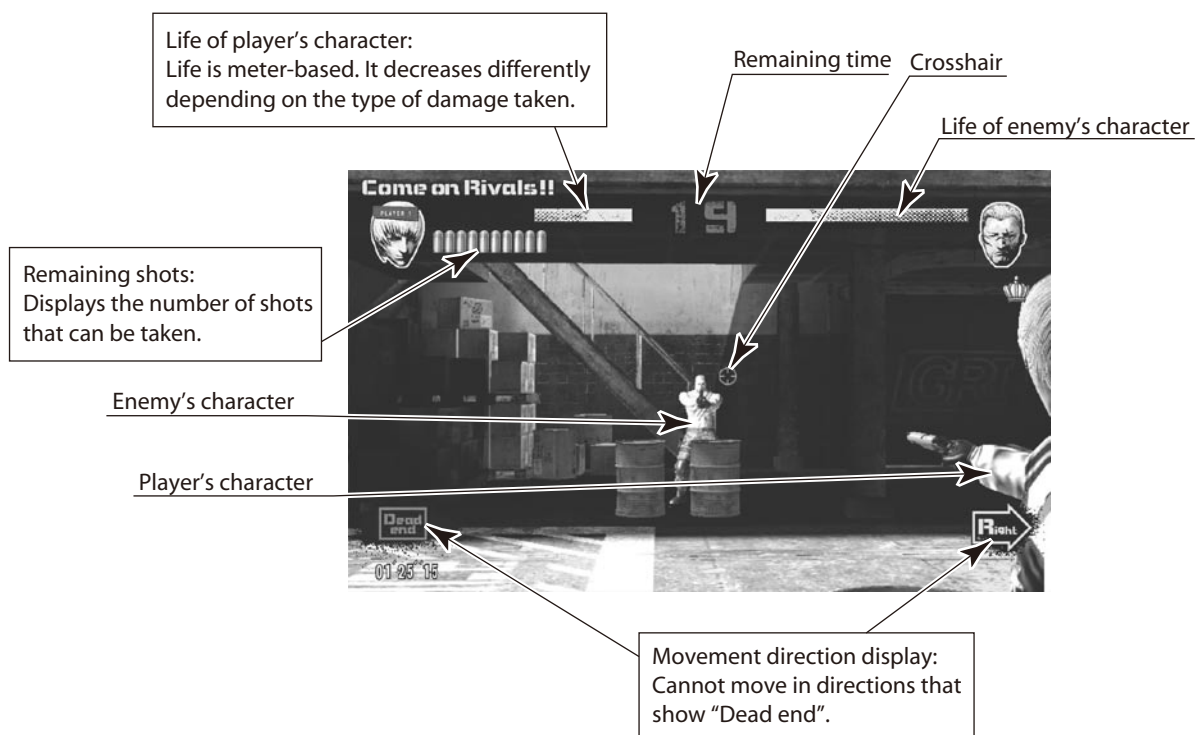 Life of player's character:
Life is meter-based. It decreases differently
depending on the type of damage taken.
Remaining time
Crosshair
Life of enemy's character
Come on Rivals!!
PLAYER 1
19
Remaining shots:
Displays the number of shots
that can be taken.
GRL
Enemy's character
Player's character
Dead
end
Right
01'25"15
Movement direction display:
Cannot move in directions that
show “Dead end”.